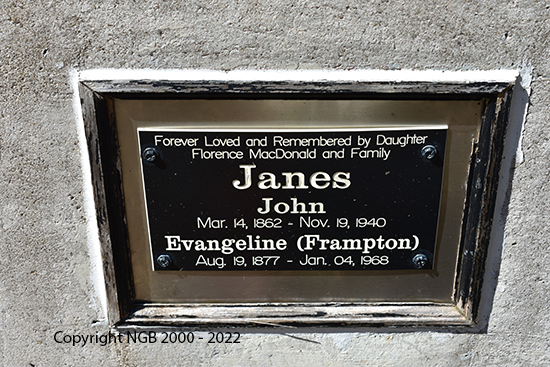 Forever Loved and Remembered by Daughter
Florence MacDonald and Family
Janes
John
Mar. 14, 1862 - Nov. 19, 1940
Evangeline (Frampton)
Aug. 19, 1877 - Jan. 04, 1968
Copyright NGB 2000 - 2022